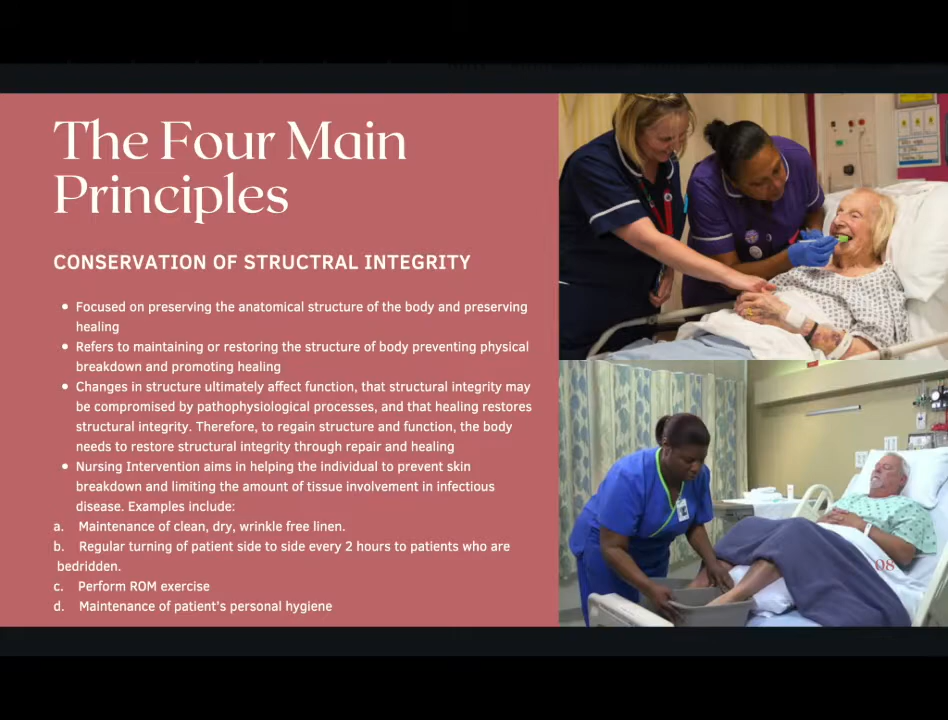 The Four Main
Principles
CONSERVATION OF STRUCTRAL INTEGRITY
• Focused on preserving the anatomical structure of the body and preserving
healing
• Refers to maintaining or restoring the structure of body preventing physical
breakdown and promoting healing
• Changes in structure ultimately affect function, that structural integrity may
be compromised by pathophysiological processes, and that healing restores
structural integrity. Therefore, to regain structure and function, the body
needs to restore structural integrity through repair and healing
• Nursing Intervention aims in helping the individual to prevent skin
breakdown and limiting the amount of tissue involvement in infectious
disease. Examples include:
a. Maintenance of clean, dry, wrinkle free linen.
b. Regular turning of patient side to side every 2 hours to patients who are
bedridden.
c. Perform ROM exercise
d. Maintenance of patient's personal hygiene
08